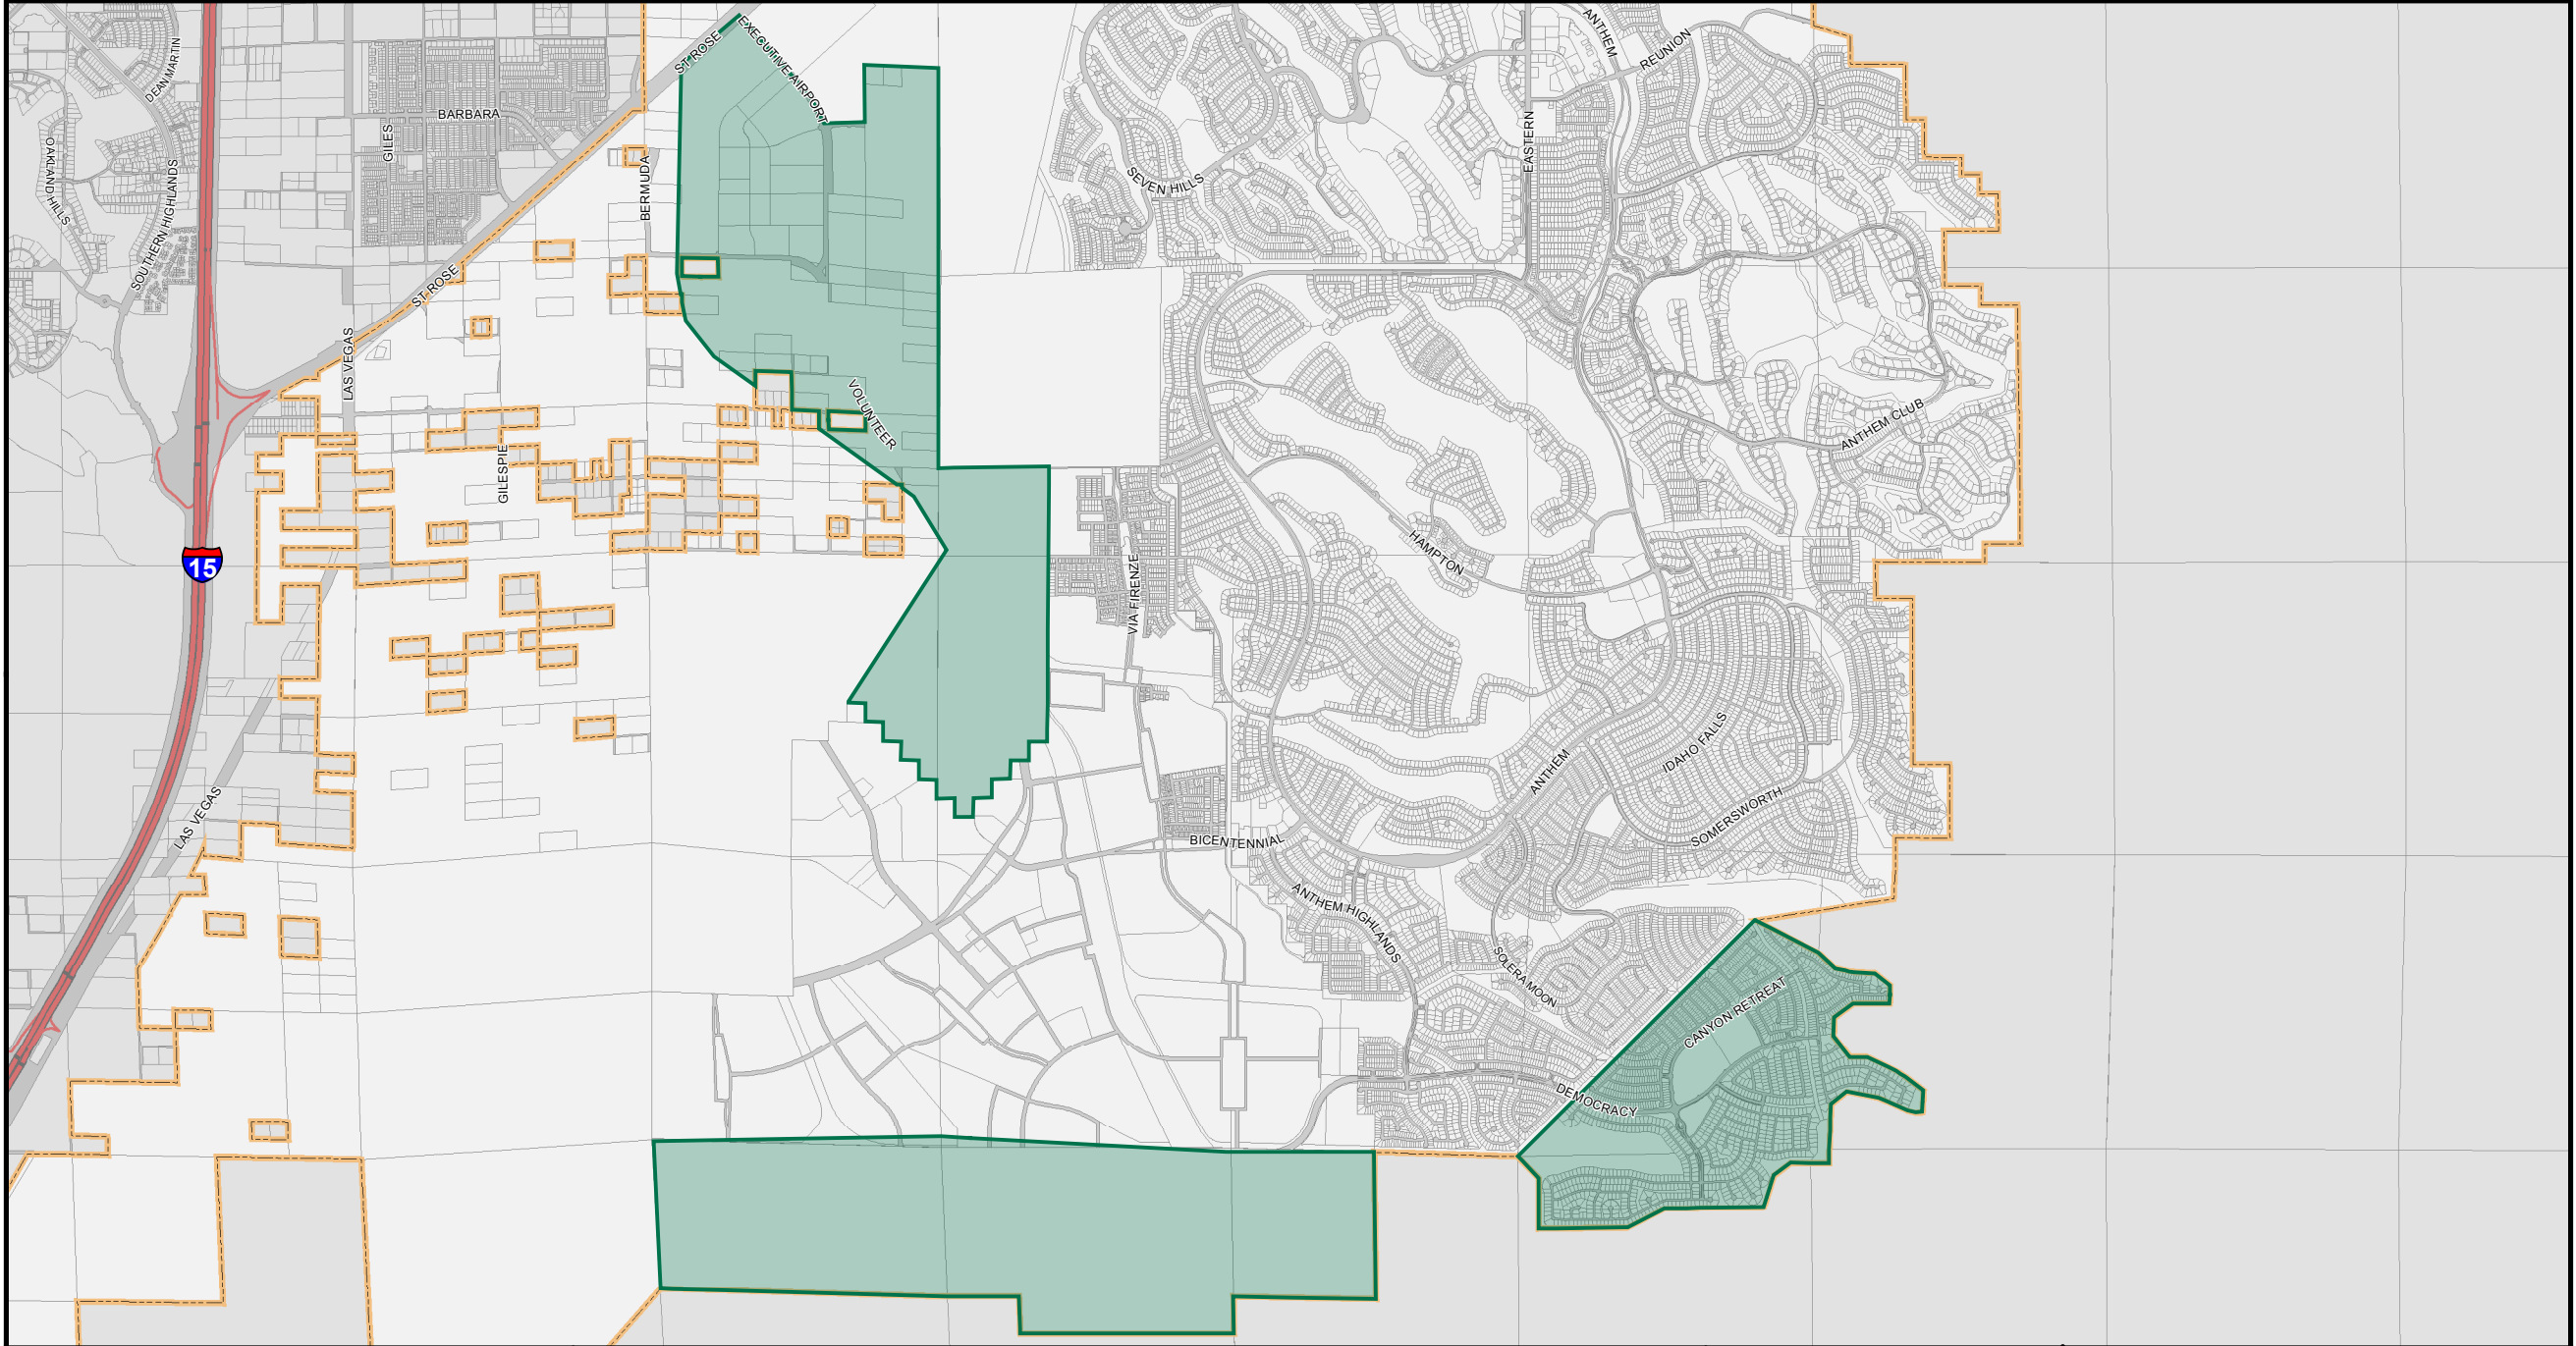 ST ROSE
EXECUTIVE AIRPORT
ANTHEM
REUNION
DEAN MARTIN
BARBARA
GILES
OAKLAND HILLS
SOUTHERN HIGHLANDS
BERMUDA
SEVEN HILLS
EASTERN
ST ROSE
LAS VEGAS
VOLUNTEER
ANTHEM CLUB
GILESPIE
15
HAMPTON
VIA FIRENZE
IDAHO FALLS
ANTHEM
LAS VEGAS
SOMERSWORTH
BICENTENNIAL
ANTHEM HIGHLANDS
SOLERA MOON
CANYON RETREAT
DEMOCRACY